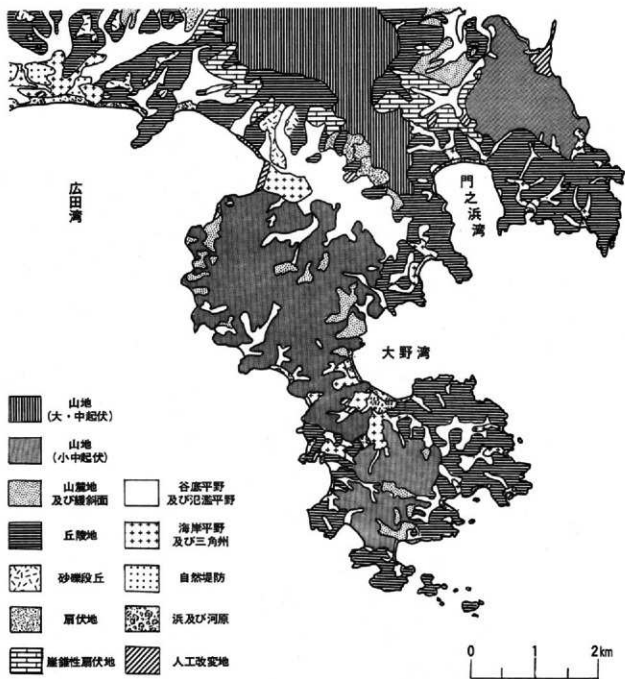 広田湾
門之浜湾
大野湾
山地
(大・中起伏)
山地
(小中起伏)
山麓地
及び緩斜面
丘陵地
砂礫段丘
扇状地
崖錐性扇状地
谷底平野
及び氾濫平野
海岸平野
及び三角州
自然堤防
浜及び河原
人工改変地
0 1 2km